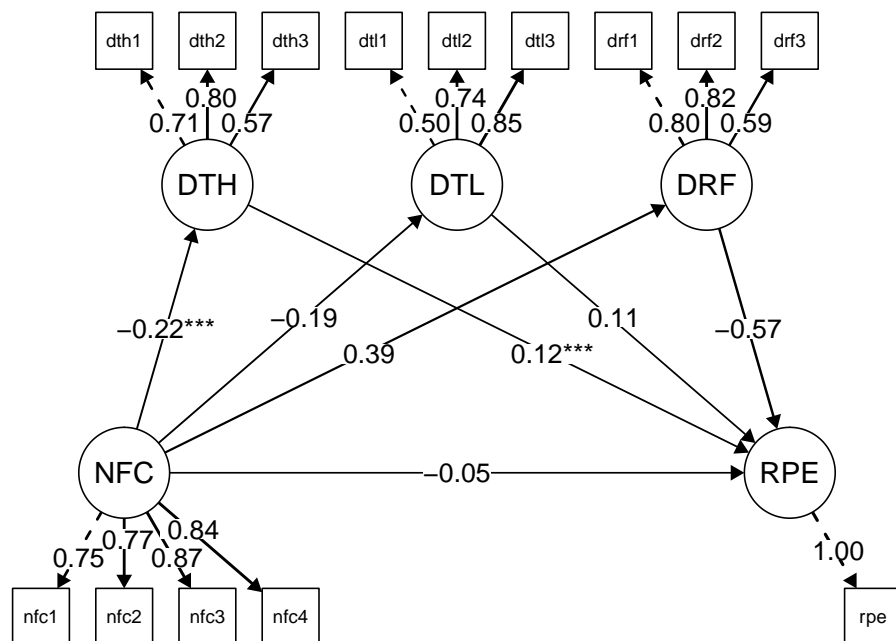 dth1 dth2 dth3 dtl1 dtl2 dtl3 drf1 drf2 drf3
0.80 0.74 0.82
0.71 0.57 0.50 0.85 0.80 0.59
DTH DTL DRF
−0.22*** −0.19 0.11 −0.57
0.39 0.12***
NFC −0.05 RPE
0.75 0.77 0.87 0.84 1.00
nfc1 nfc2 nfc3 nfc4 rpe